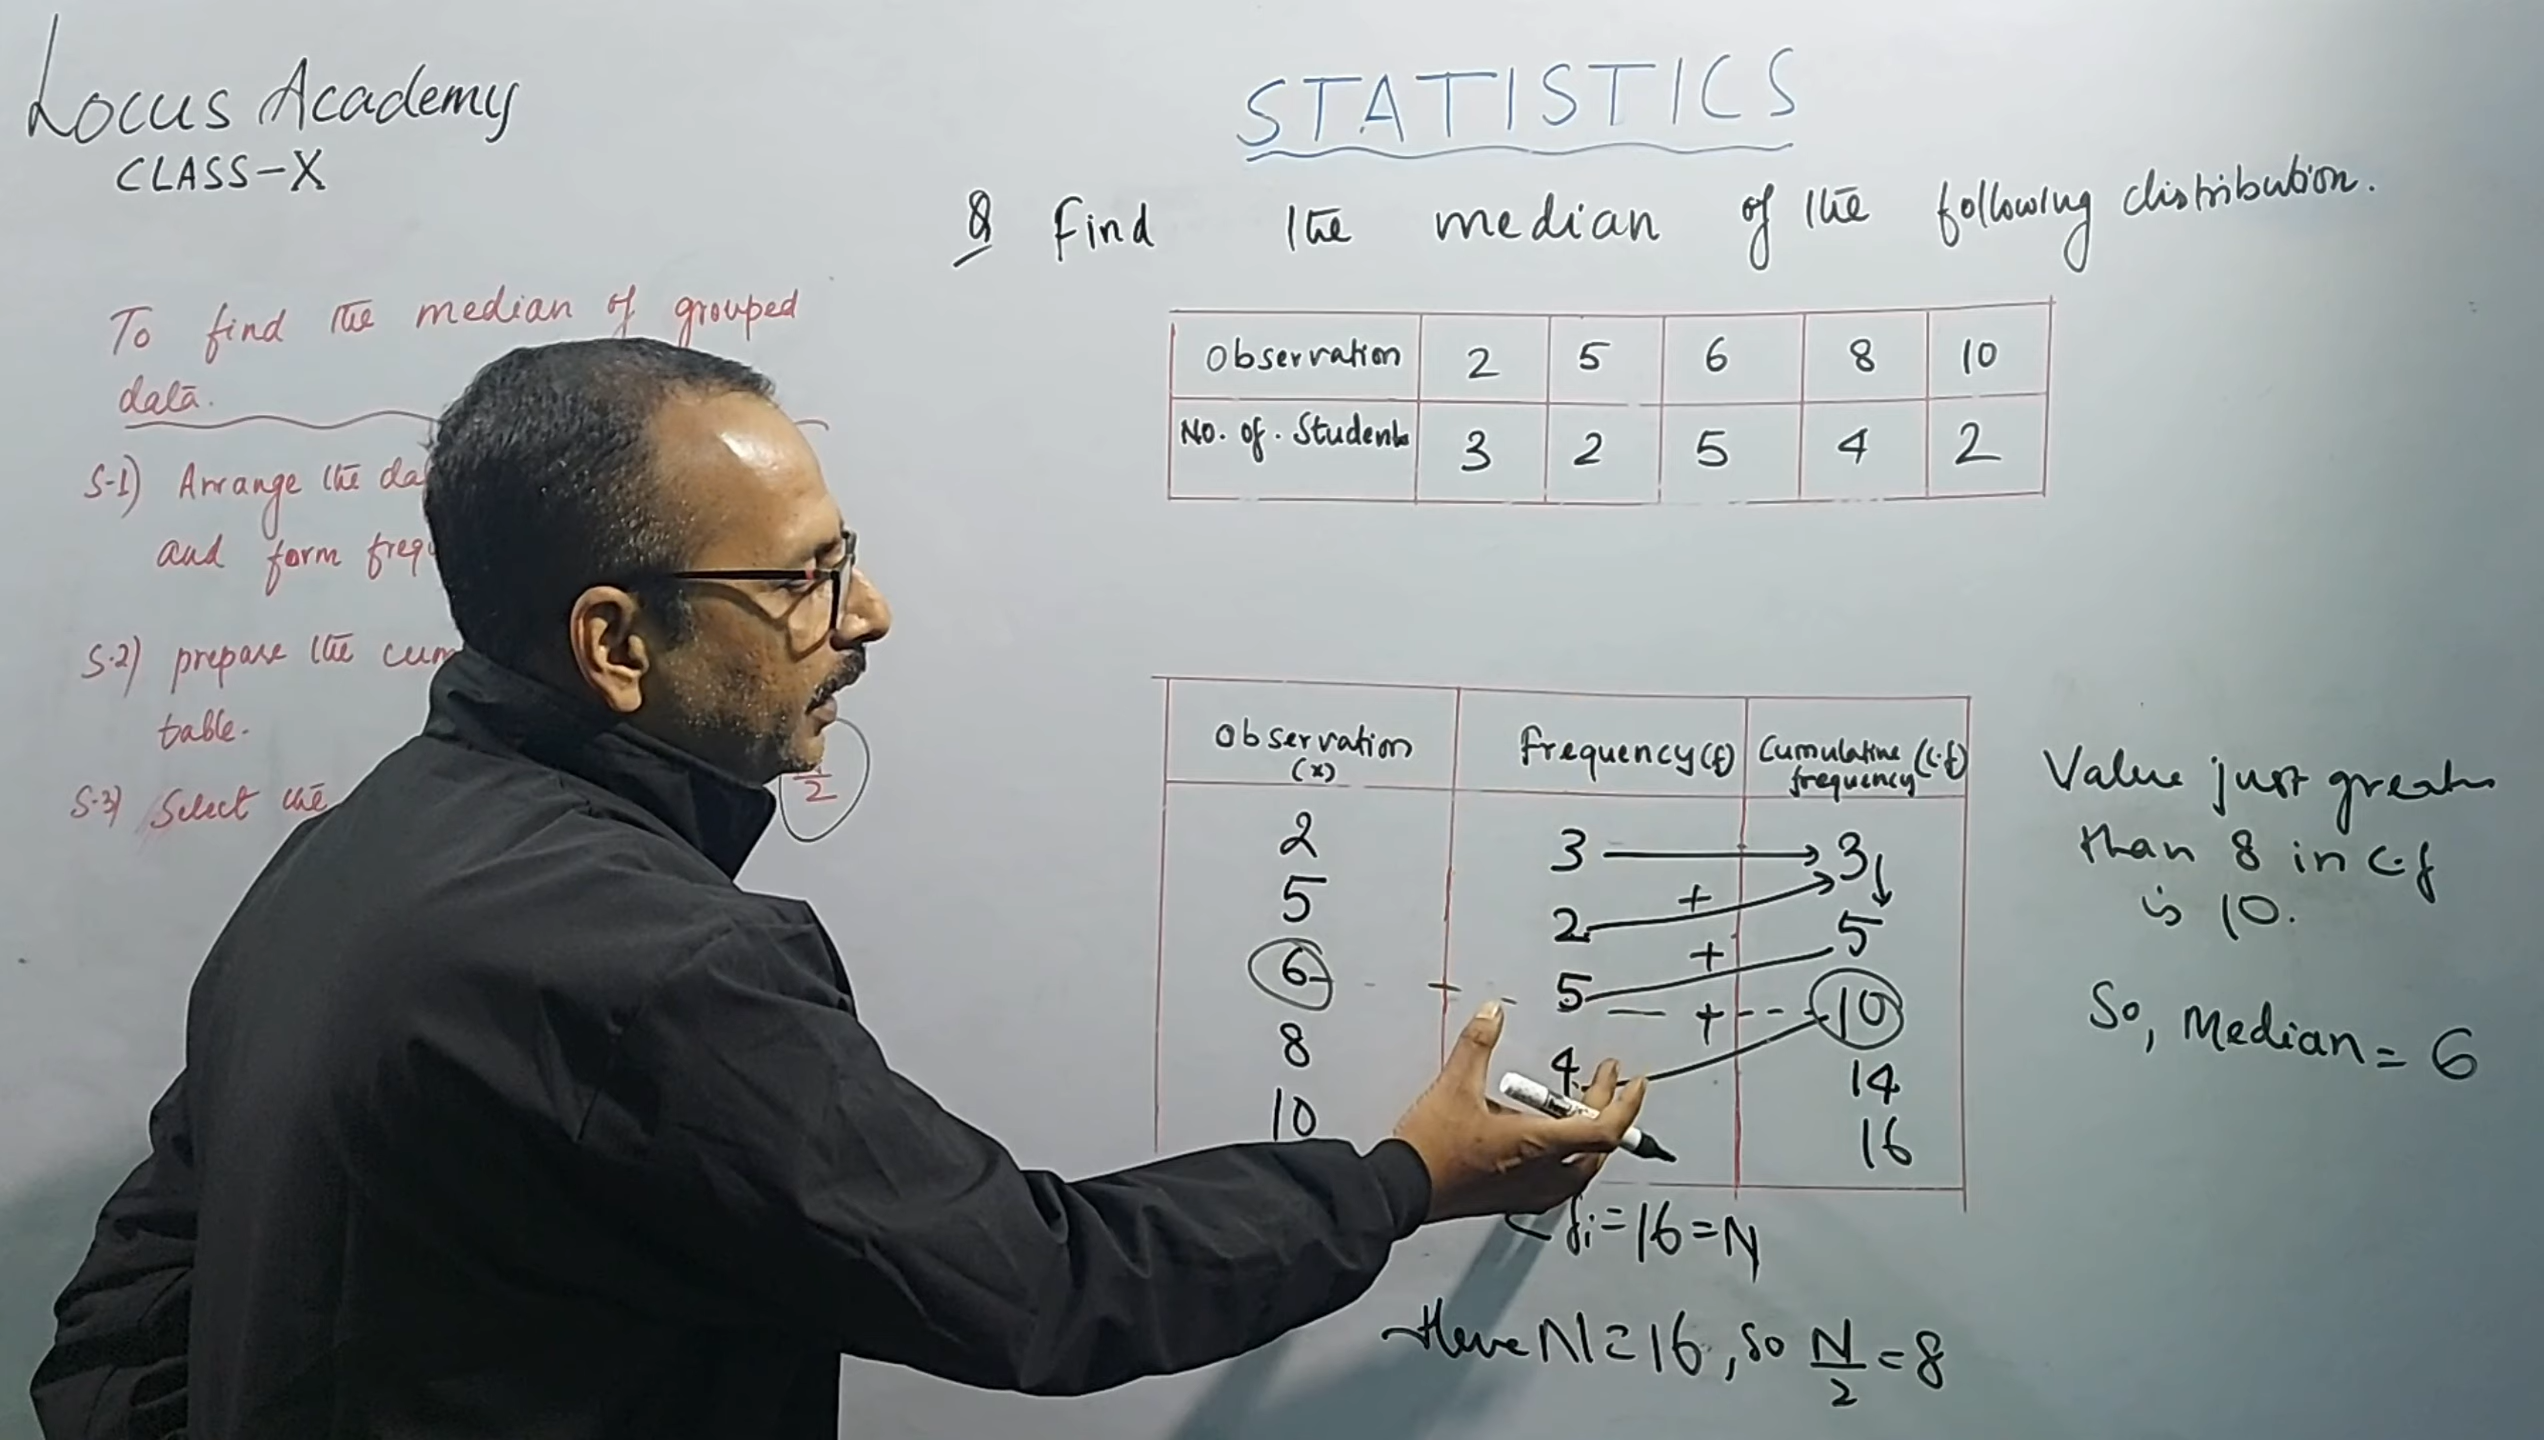 Locus Academy
CLASS-X
STATISTICS
Q Find the median of the following distribution.
Observation 2 5 6 8 10
No. of. Students 3 2 5 4 2
To find the median of grouped
data.
S-1) Arrange the
and form
S.2) prepare the
table.
S-3) Select the
2
Observation (x) Frequency (f) Cumulative frequency (c.f)
2 3 3
5 + 2 5
6 + 5 10
8 + 4 14
10 16
fi = 16 = N
Here N = 16, so N/2 = 8
Value just greater
than 8 in c.f
is 10.
So, Median = 6